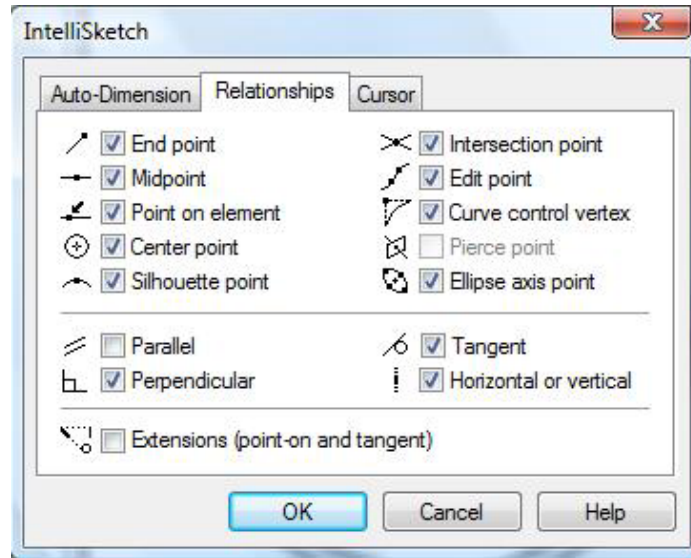 IntelliSketch
Auto-Dimension Relationships Cursor
End point
Midpoint
Point on element
Center point
Silhouette point
Intersection point
Edit point
Curve control vertex
Pierce point
Ellipse axis point
Parallel
Perpendicular
Tangent
Horizontal or vertical
Extensions (point-on and tangent)
OK Cancel Help